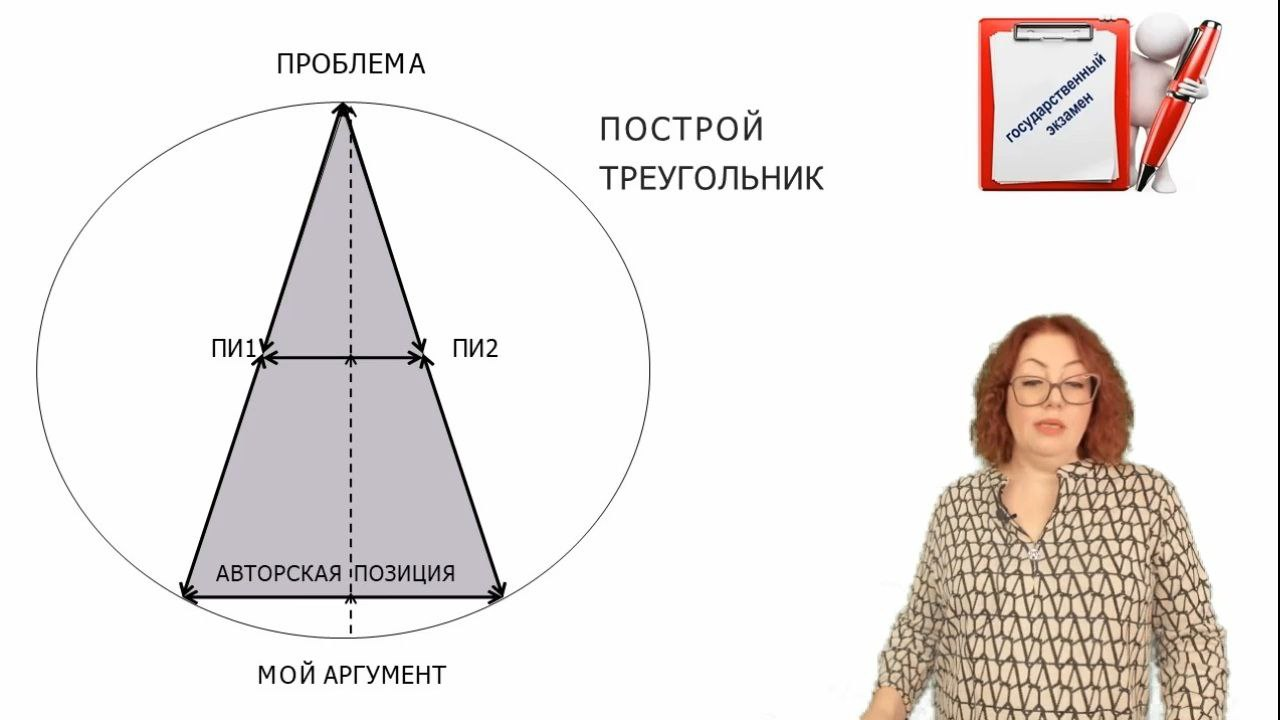 ПРОБЛЕМА
ПОСТРОЙ
ТРЕУГОЛЬНИК
государственный
экзамен
ПИ1
ПИ2
АВТОРСКАЯ ПОЗИЦИЯ
МОЙ АРГУМЕНТ